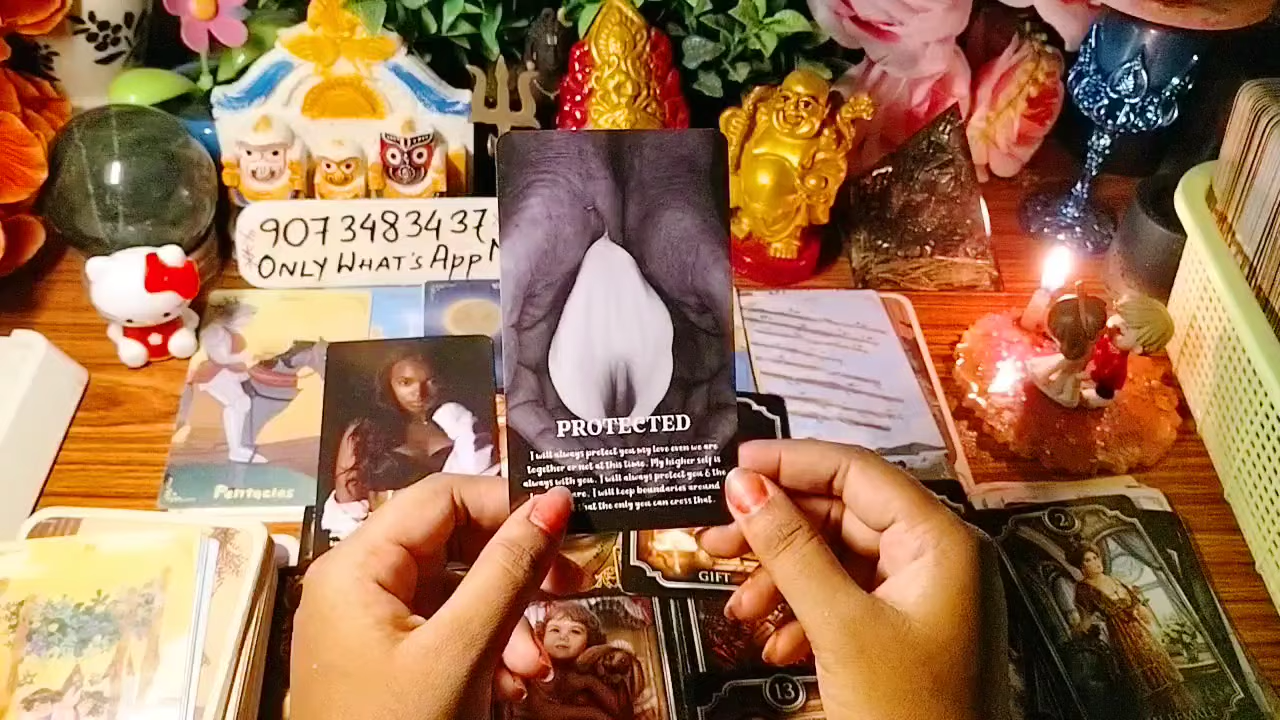 9073483437
ONLY WHAT'S App N
PROTECTED
I will always protect you my love even we are
together or not at this time. My higher self is
always with you. I will always protect you & the
are. I will keep boundaries around
that the only you can cross that.
Pentacles
GIFT
2
13